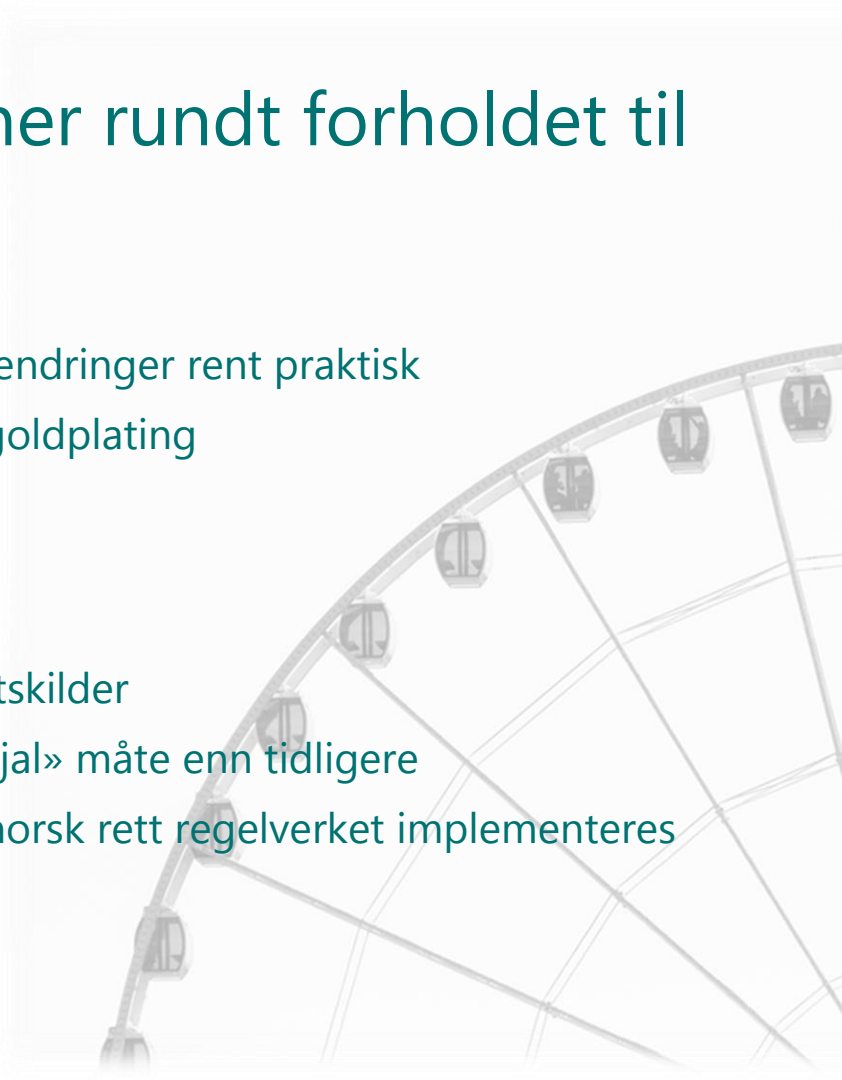 ner rundt forholdet til
endringer rent praktisk
goldplating
tskilder
jal» måte enn tidligere
norsk rett regelverket implementeres